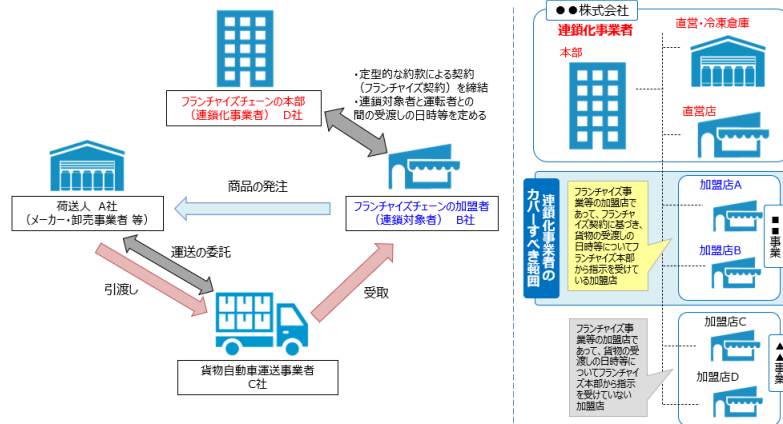 フランチャイズチェーンの本部
（連鎖化事業者）　D社
・定型的な約款による契約
（フランチャイズ契約）を締結
・連鎖対象者と運転者との
間の受渡しの日時等を定める
荷送人　A社
（メーカー・卸売事業者 等）
商品の発注
フランチャイズチェーンの加盟者
（連鎖対象者）　B社
運送の委託
引渡し
受取
貨物自動車運送事業者
C社
●●株式会社
連鎖化事業者
本部
直営・冷凍倉庫
直営店
連鎖化事業者の
カバーすべき範囲
フランチャイズ事
業等の加盟店で
あって、フランチャ
イズ契約に基づき、
貨物の受渡しの
日時等についてフ
ランチャイズ本部
から指示を受けて
いる加盟店
加盟店A
加盟店B
■■事業
フランチャイズ事
業等の加盟店で
あって、貨物の受
渡しの日時等に
ついてフランチャイ
ズ本部から指示
を受けていない
加盟店
加盟店C
加盟店D
▲▲事業